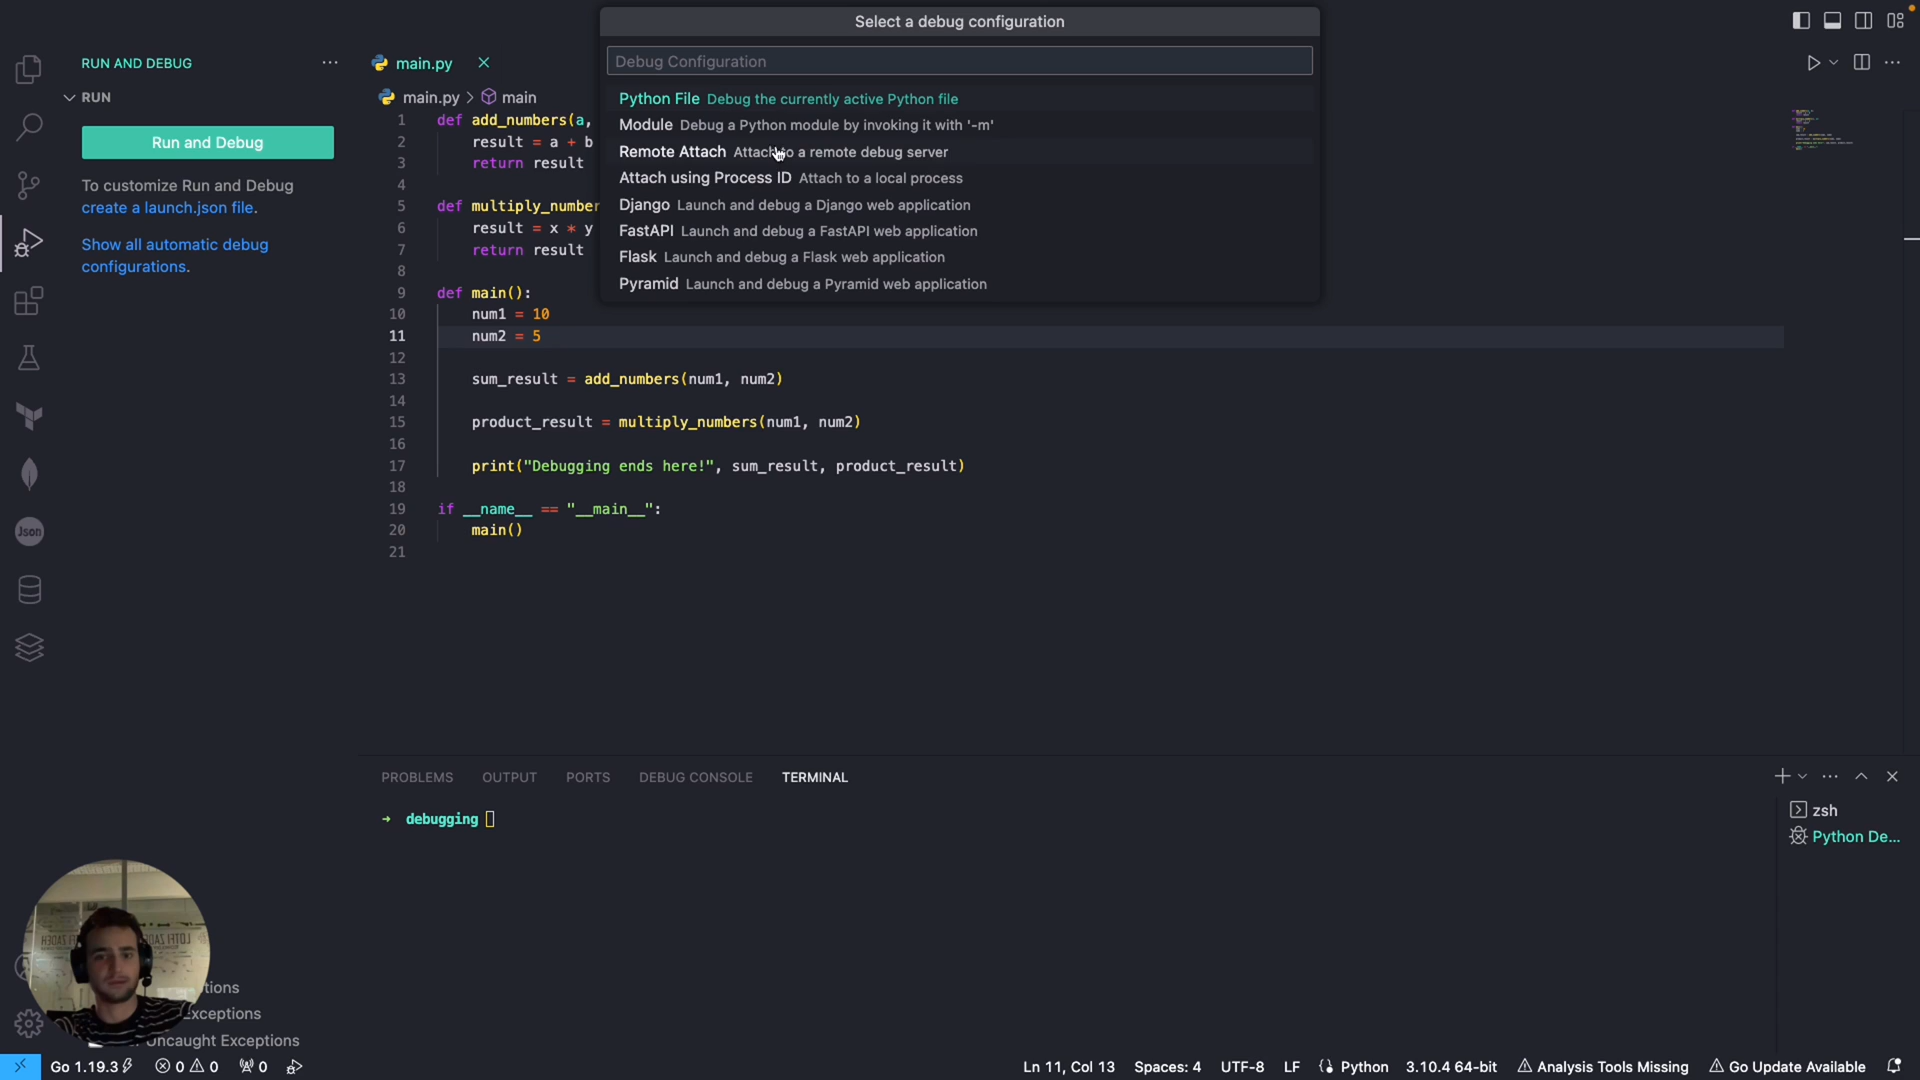 Select a debug configuration
Debug Configuration
Python File Debug the currently active Python file
Module Debug a Python module by invoking it with '-m'
Remote Attach Attach to a remote debug server
Attach using Process ID Attach to a local process
Django Launch and debug a Django web application
FastAPI Launch and debug a FastAPI web application
Flask Launch and debug a Flask web application
Pyramid Launch and debug a Pyramid web application
RUN AND DEBUG
RUN
Run and Debug
To customize Run and Debug
create a launch.json file.
Show all automatic debug
configurations.
main.py
main.py > main
1 def add_numbers(a,
2 result = a + b
3 return result
4
5 def multiply_number
6 result = x * y
7 return result
8
9 def main():
10 num1 = 10
11 num2 = 5
12
13 sum_result = add_numbers(num1, num2)
14
15 product_result = multiply_numbers(num1, num2)
16
17 print("Debugging ends here!", sum_result, product_result)
18
19 if __name__ == "__main__":
20 main()
21
Json
PROBLEMS OUTPUT PORTS DEBUG CONSOLE TERMINAL
→ debugging
zsh
Python De...
LOTFI ZADEH
tions
Exceptions
Uncaught Exceptions
Go 1.19.3 0 0 0
Ln 11, Col 13 Spaces: 4 UTF-8 LF Python 3.10.4 64-bit Analysis Tools Missing Go Update Available